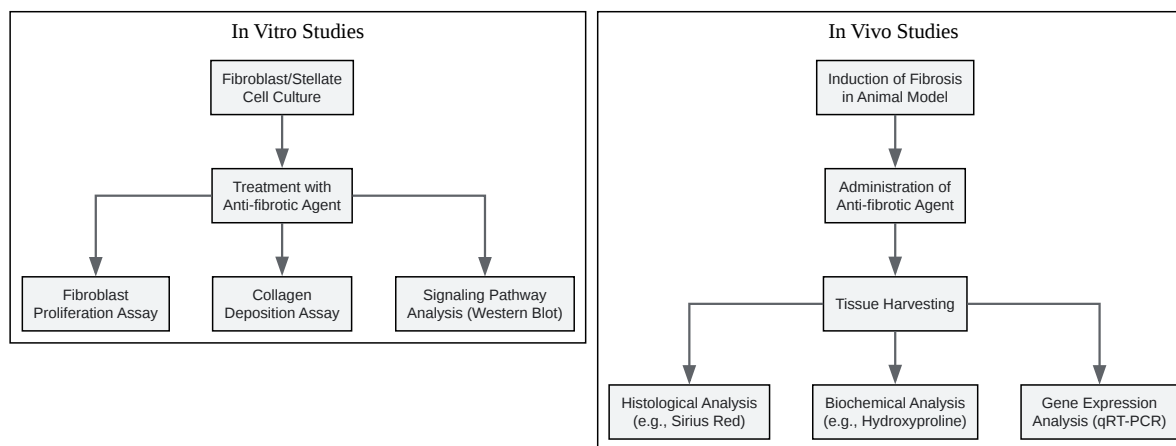 In Vitro Studies
Fibroblast/Stellate
Cell Culture
Treatment with
Anti-fibrotic Agent
Fibroblast
Proliferation Assay
Collagen
Deposition Assay
Signaling Pathway
Analysis (Western Blot)
In Vivo Studies
Induction of Fibrosis
in Animal Model
Administration of
Anti-fibrotic Agent
Tissue Harvesting
Histological Analysis
(e.g., Sirius Red)
Biochemical Analysis
(e.g., Hydroxyproline)
Gene Expression
Analysis (qRT-PCR)